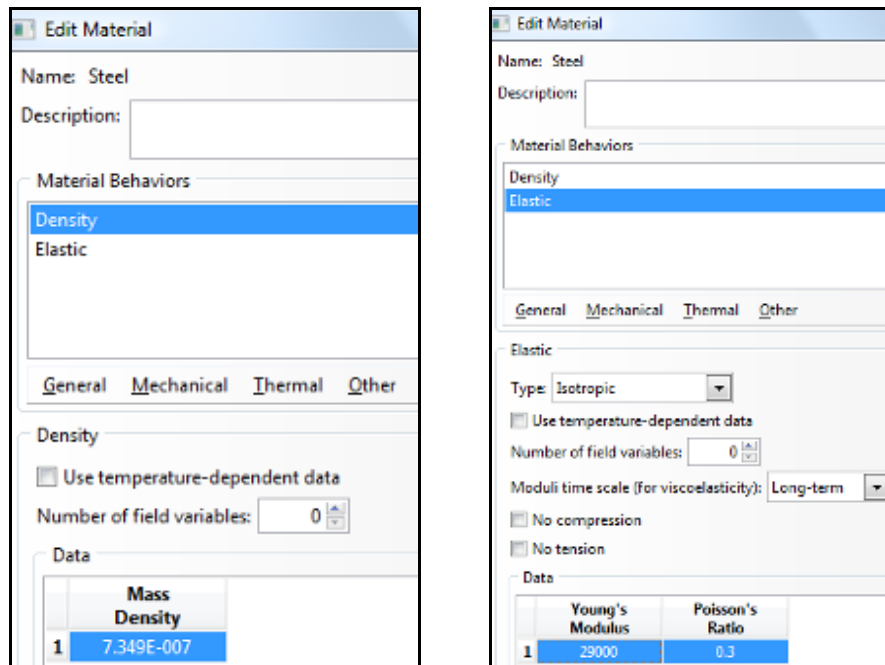 Edit Material
Name: Steel
Description:
Material Behaviors
Density
Elastic
General Mechanical Thermal Other
Density
Use temperature-dependent data
Number of field variables: 0
Data
Mass
Density
1 7.349E-007
Edit Material
Name: Steel
Description:
Material Behaviors
Density
Elastic
General Mechanical Thermal Other
Elastic
Type: Isotropic
Use temperature-dependent data
Number of field variables: 0
Moduli time scale (for viscoelasticity): Long-term
No compression
No tension
Data
Young's Poisson's
Modulus Ratio
1 29000 0.3